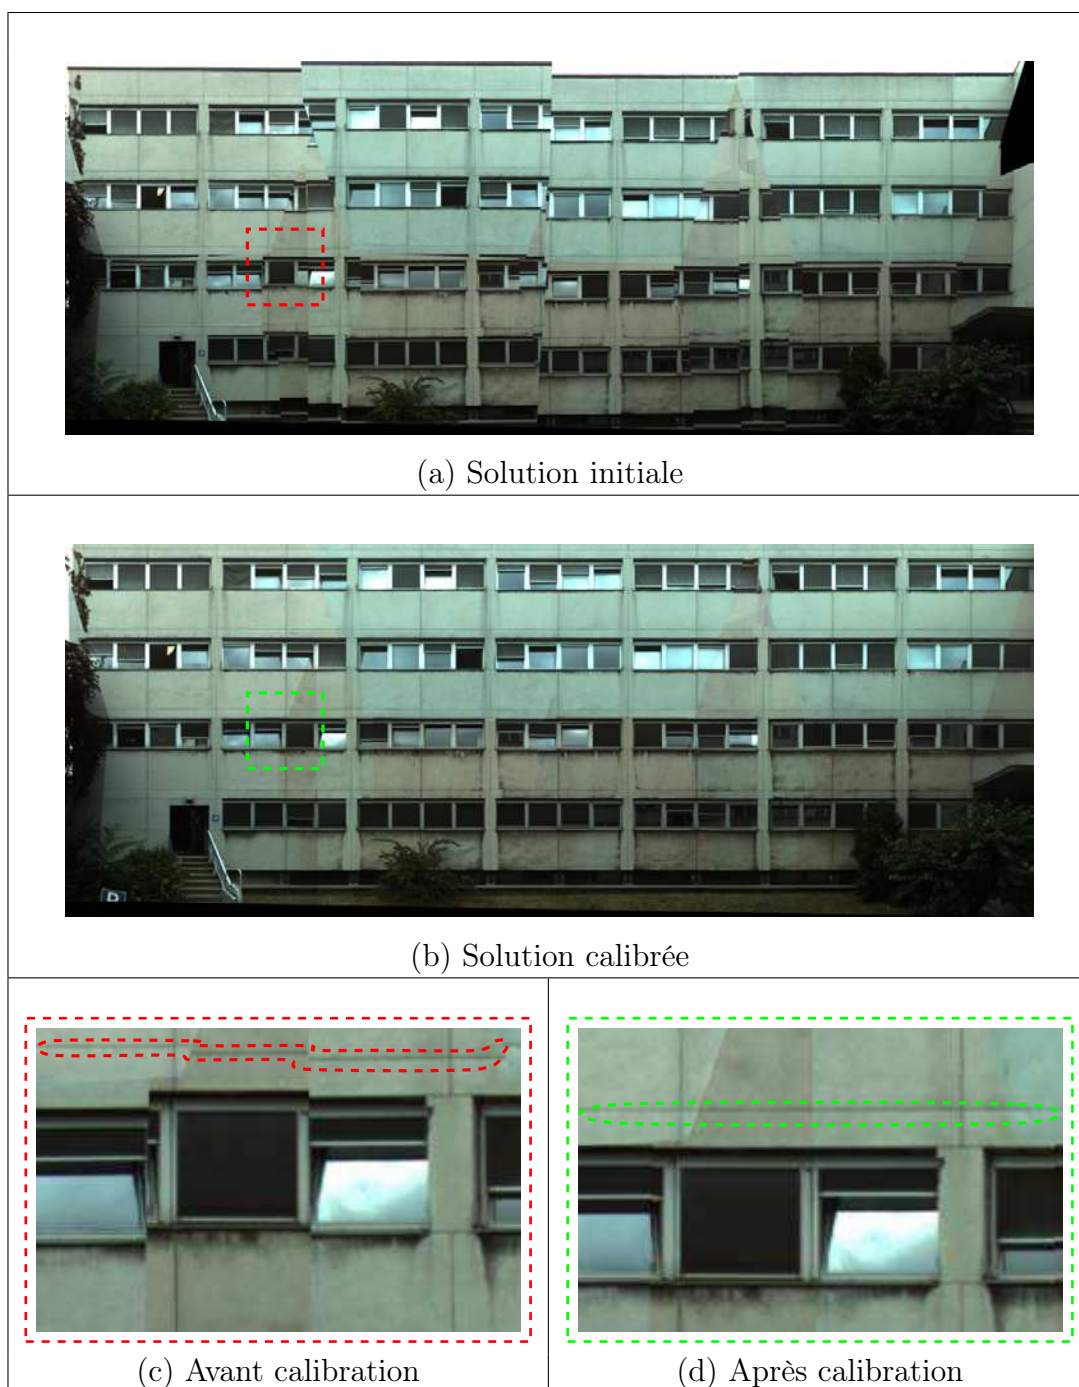 (a) Solution initiale
(b) Solution calibrée
(c) Avant calibration
(d) Après calibration